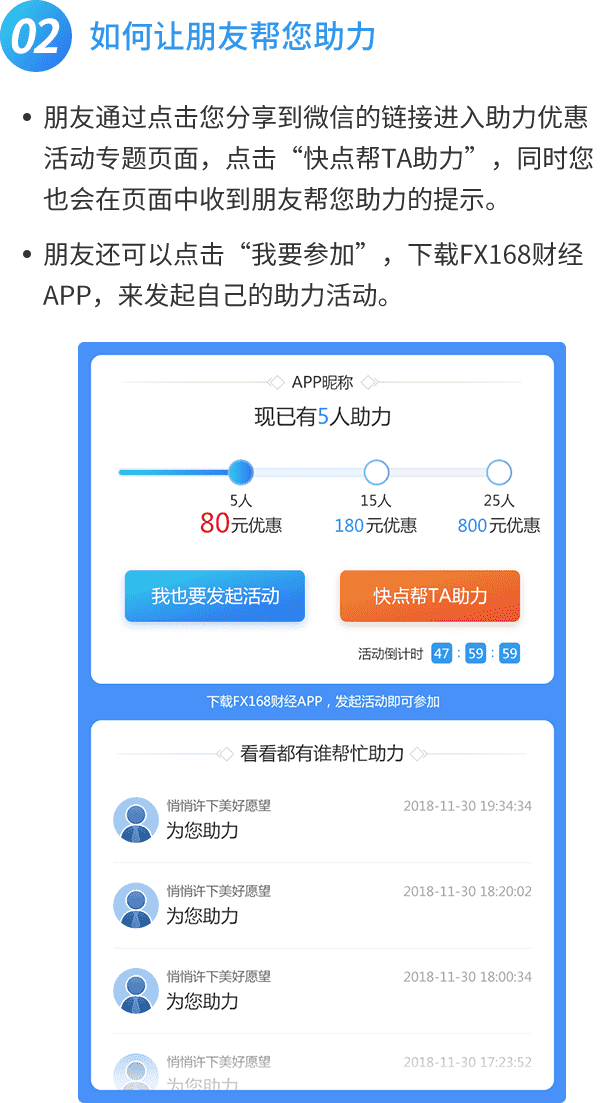 02 如何让朋友帮您助力
• 朋友通过点击您分享到微信的链接进入助力优惠
活动专题页面，点击“快点帮TA助力”，同时您
也会在页面中收到朋友帮您助力的提示。
• 朋友还可以点击“我要参加”，下载FX168财经
APP，来发起自己的助力活动。
APP昵称
现已有5人助力
5人 15人 25人
80元优惠 180元优惠 800元优惠
我也要发起活动 快点帮TA助力
活动倒计时 47:59:59
下载FX168财经APP，发起活动即可参加
看看都有谁帮忙助力
悄悄许下美好愿望 2018-11-30 19:34:34
为您助力
悄悄许下美好愿望 2018-11-30 18:20:02
为您助力
悄悄许下美好愿望 2018-11-30 18:00:34
为您助力
悄悄许下美好愿望 2018-11-30 17:23:52
为您助力